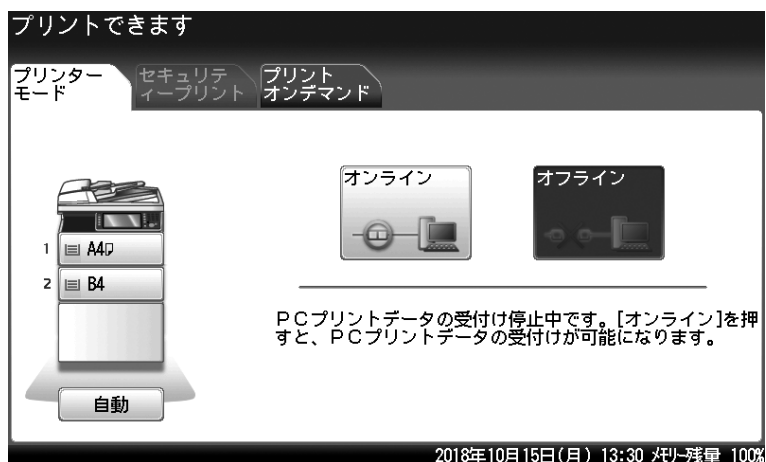 プリントできます
プリンター
モード
セキュリテ
ィープリント
プリント
オンデマンド
オンライン
オフライン
1 A4
2 B4
PCプリントデータの受付け停止中です。[オンライン]を押
すと、PCプリントデータの受付けが可能になります。
自動
2018年10月15日(月) 13:30 ﾒﾓﾘｰ残量 100%